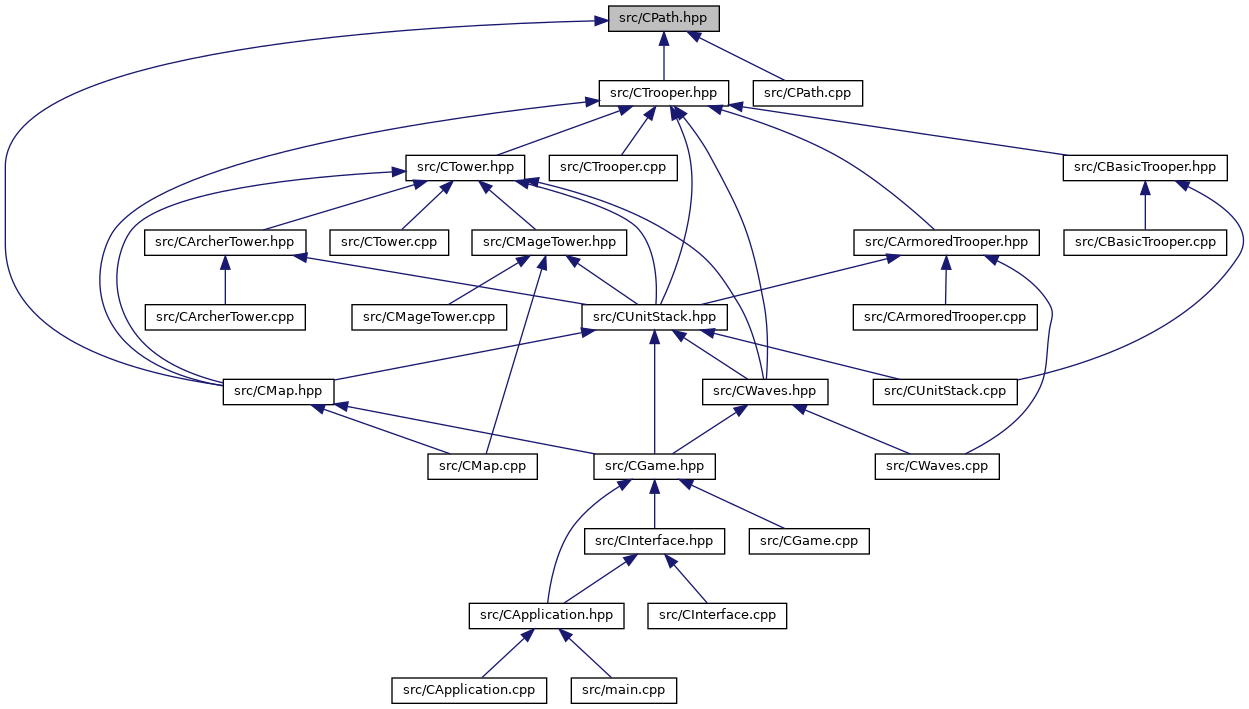 src/CPath.hpp
src/CTrooper.hpp
src/CPath.cpp
src/CTower.hpp
src/CTrooper.cpp
src/CBasicTrooper.hpp
src/CArcherTower.hpp
src/CTower.cpp
src/CMageTower.hpp
src/CArmoredTrooper.hpp
src/CBasicTrooper.cpp
src/CArcherTower.cpp
src/CMageTower.cpp
src/CUnitStack.hpp
src/CArmoredTrooper.cpp
src/CMap.hpp
src/CWaves.hpp
src/CUnitStack.cpp
src/CMap.cpp
src/CGame.hpp
src/CWaves.cpp
src/CInterface.hpp
src/CGame.cpp
src/CApplication.hpp
src/CInterface.cpp
src/CApplication.cpp
src/main.cpp